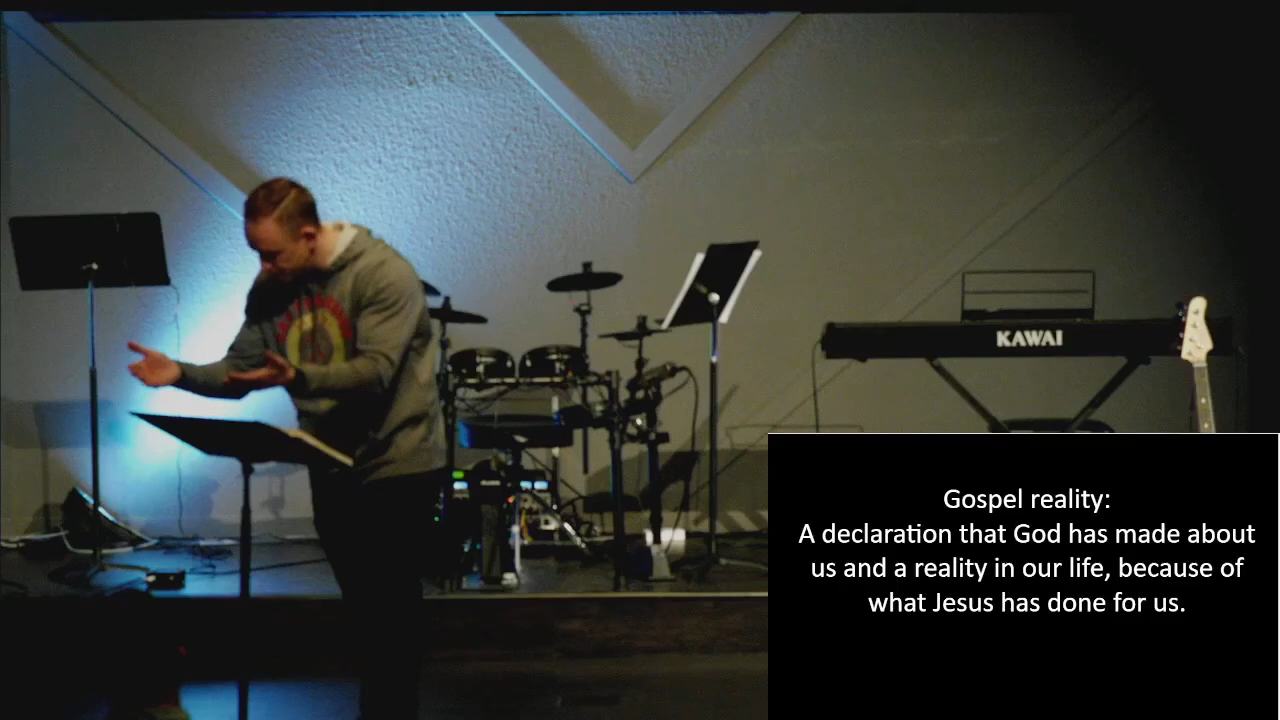 KAWAI
Gospel reality:
A declaration that God has made about
us and a reality in our life, because of
what Jesus has done for us.